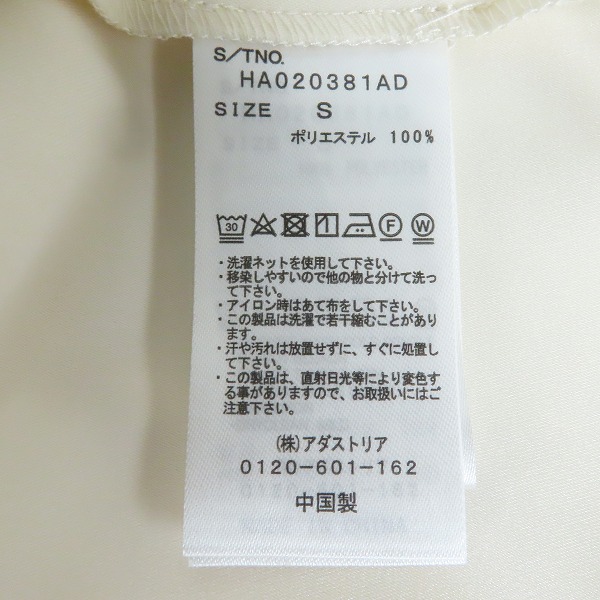 S/TNO.
HA020381AD
SIZE S
ポリエステル 100%
30 F W
・洗濯ネットを使用して下さい。
・移染しやすいので他の物と分けて洗っ
て下さい。
・アイロン時はあて布をして下さい。
・この製品は洗濯で若干縮むことがあり
ます。
・汗や汚れは放置せずに、すぐに処置し
て下さい。
・この製品は、直射日光等により変色す
る事がありますので、お取扱いにはご
注意下さい。
(株)アダストリア
0120-601-162
中国製